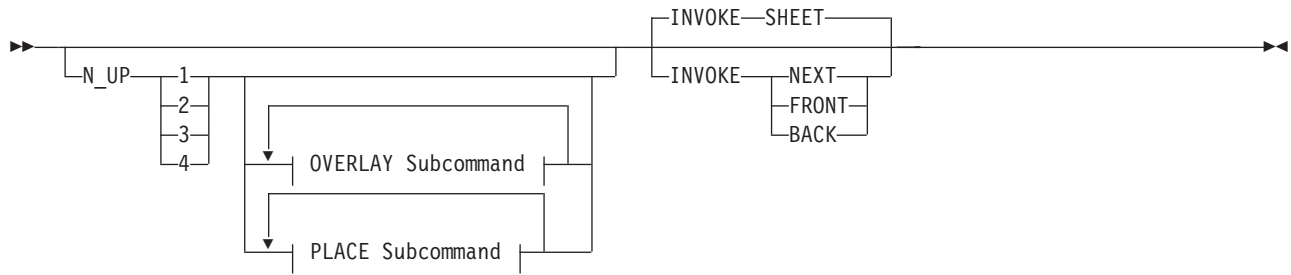 INVOKE SHEET
N_UP 1 INVOKE NEXT
2 FRONT
3 BACK
4
OVERLAY Subcommand
PLACE Subcommand